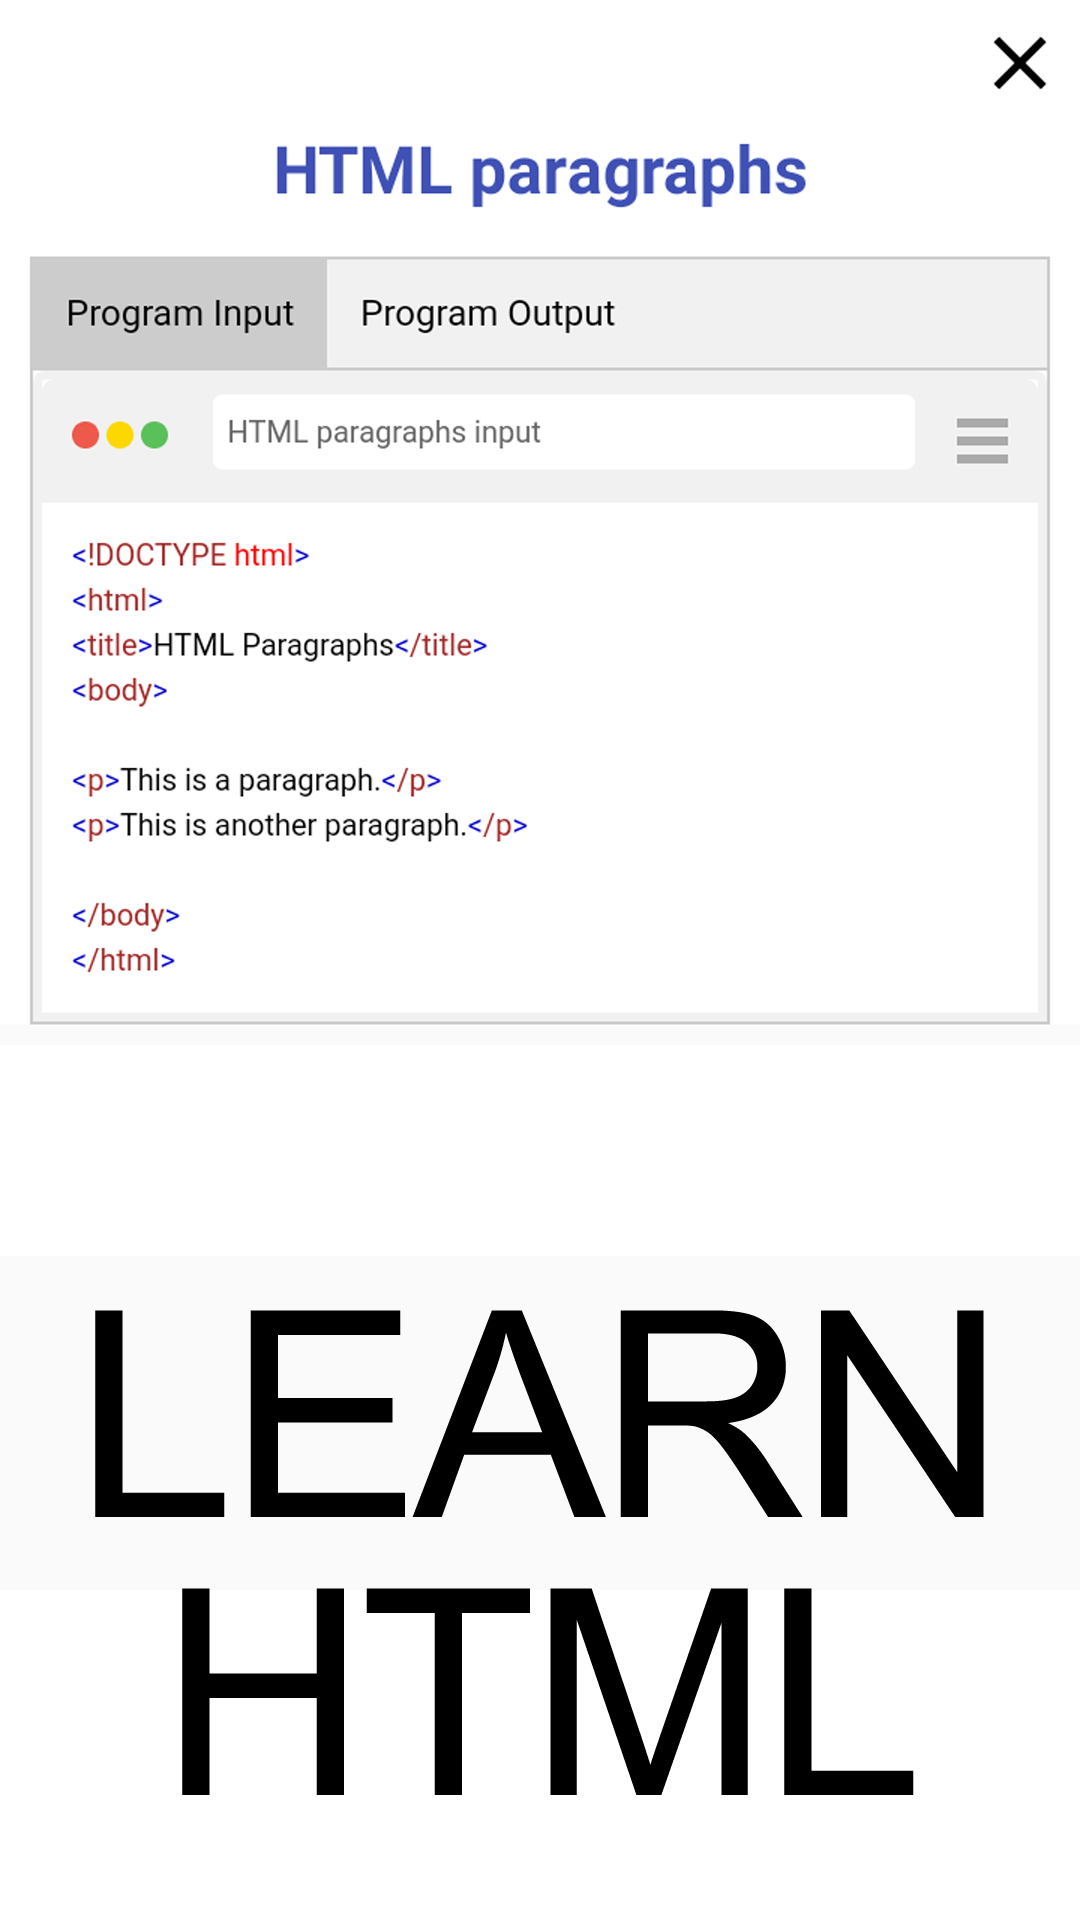 HTML paragraphs
Program Input Program Output
HTML paragraphs input
<!DOCTYPE html>
<html>
<title>HTML Paragraphs</title>
<body>
<p>This is a paragraph.</p>
<p>This is another paragraph.</p>
</body>
</html>
LEARN
HTML